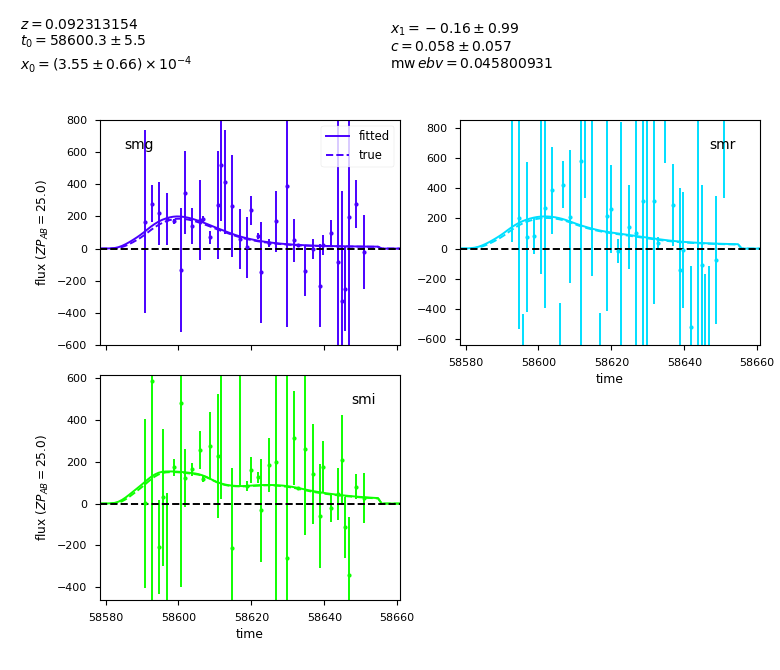 z = 0.092313154
t₀ = 58600.3 ± 5.5
x₀ = (3.55 ± 0.66) × 10⁻⁴
x₁ = −0.16 ± 0.99
c = 0.058 ± 0.057
mwebv = 0.045800931
smg
fitted
true
800
600
400
200
0
−200
−400
−600
flux (ZP_AB = 25.0)
smr
800
600
400
200
0
−200
−400
−600
58580 58600 58620 58640 58660
time
smi
600
400
200
0
−200
−400
flux (ZP_AB = 25.0)
58580 58600 58620 58640 58660
time